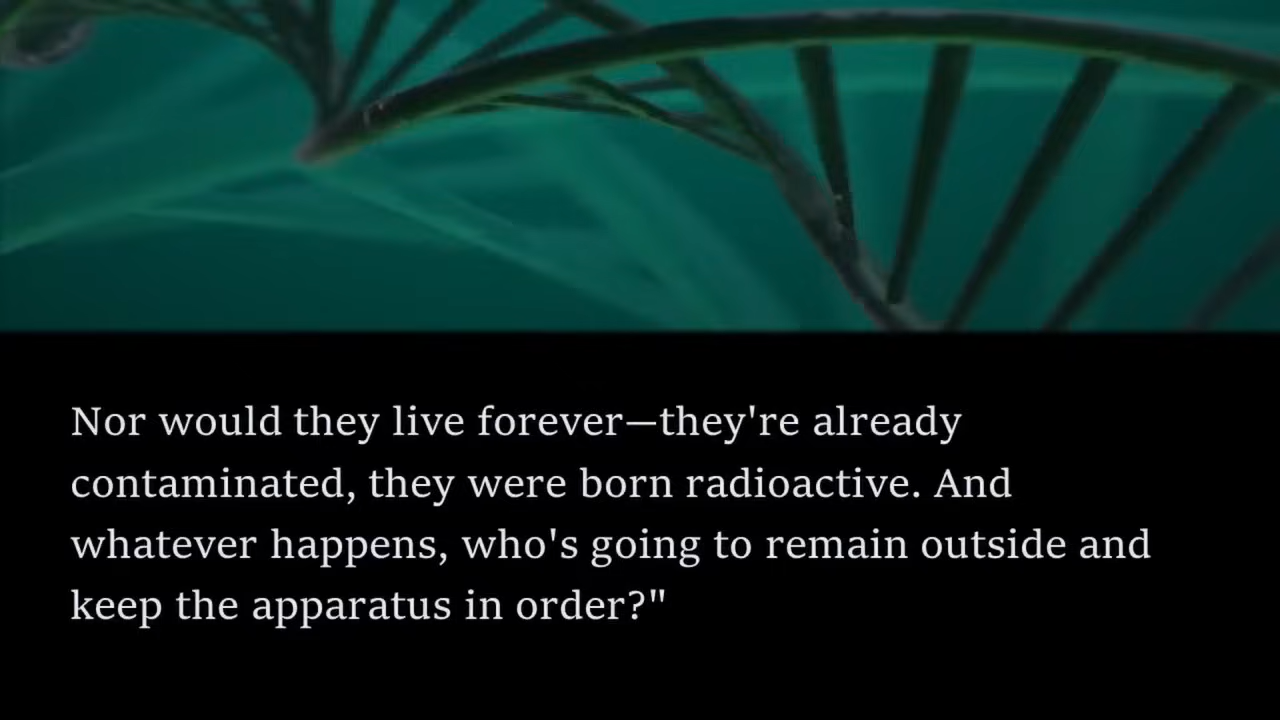 Nor would they live forever—they're already
contaminated, they were born radioactive. And
whatever happens, who's going to remain outside and
keep the apparatus in order?"